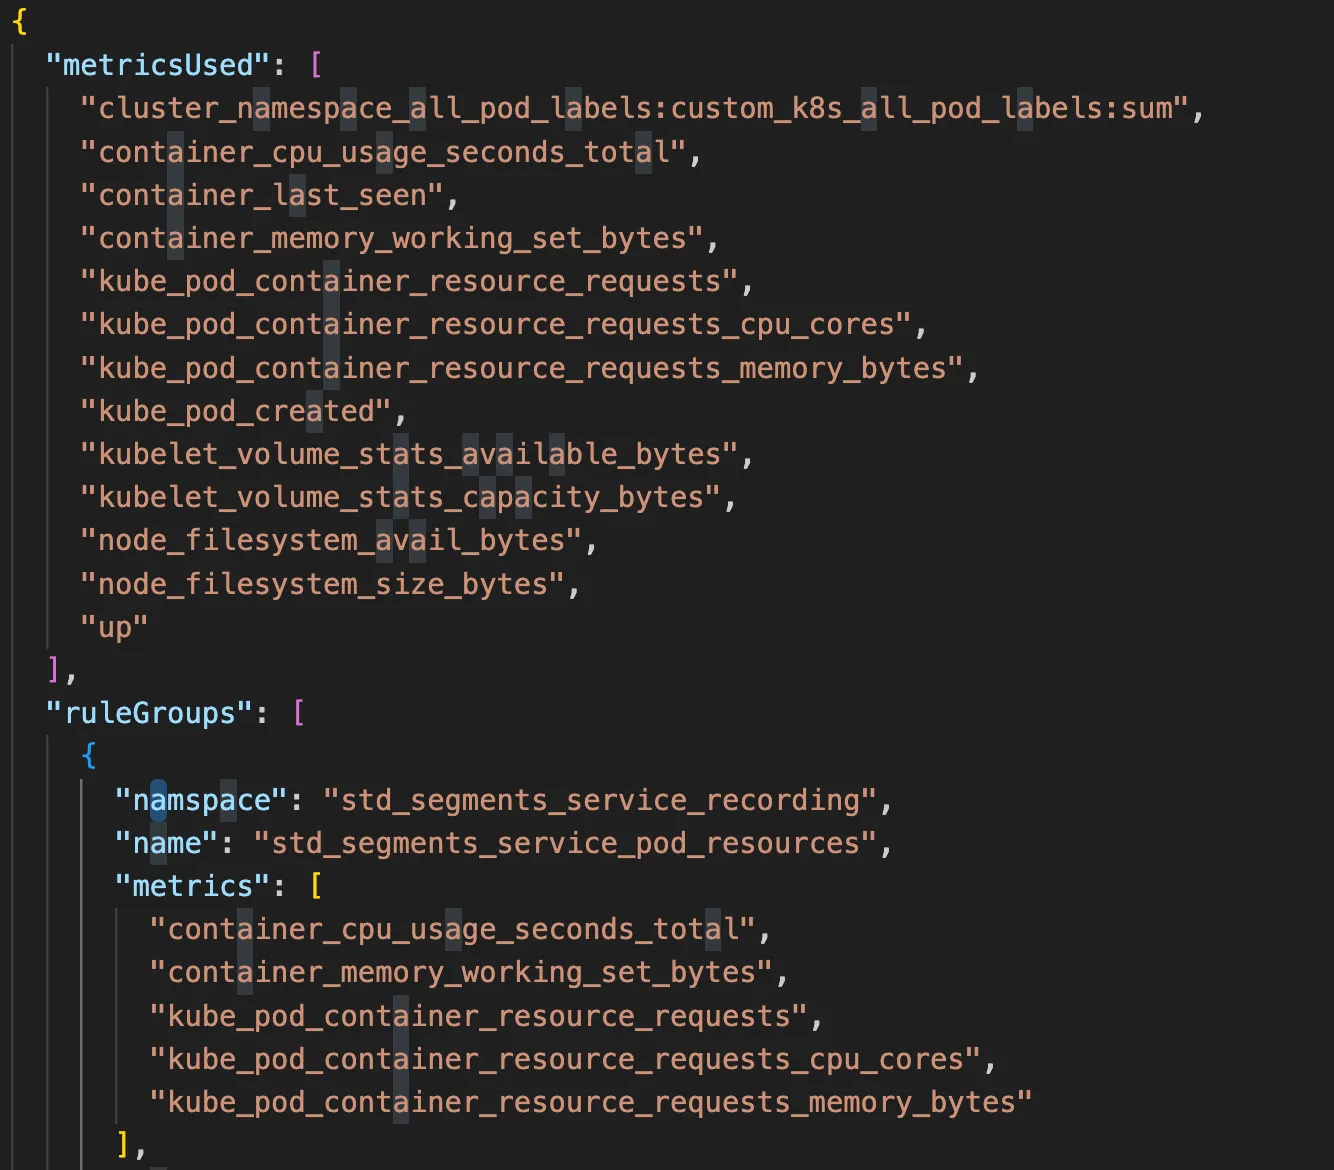 {
"metricsUsed": [
"cluster_namespace_all_pod_labels:custom_k8s_all_pod_labels:sum",
"container_cpu_usage_seconds_total",
"container_last_seen",
"container_memory_working_set_bytes",
"kube_pod_container_resource_requests",
"kube_pod_container_resource_requests_cpu_cores",
"kube_pod_container_resource_requests_memory_bytes",
"kube_pod_created",
"kubelet_volume_stats_available_bytes",
"kubelet_volume_stats_capacity_bytes",
"node_filesystem_avail_bytes",
"node_filesystem_size_bytes",
"up"
],
"ruleGroups": [
{
"namspace": "std_segments_service_recording",
"name": "std_segments_service_pod_resources",
"metrics": [
"container_cpu_usage_seconds_total",
"container_memory_working_set_bytes",
"kube_pod_container_resource_requests",
"kube_pod_container_resource_requests_cpu_cores",
"kube_pod_container_resource_requests_memory_bytes"
],